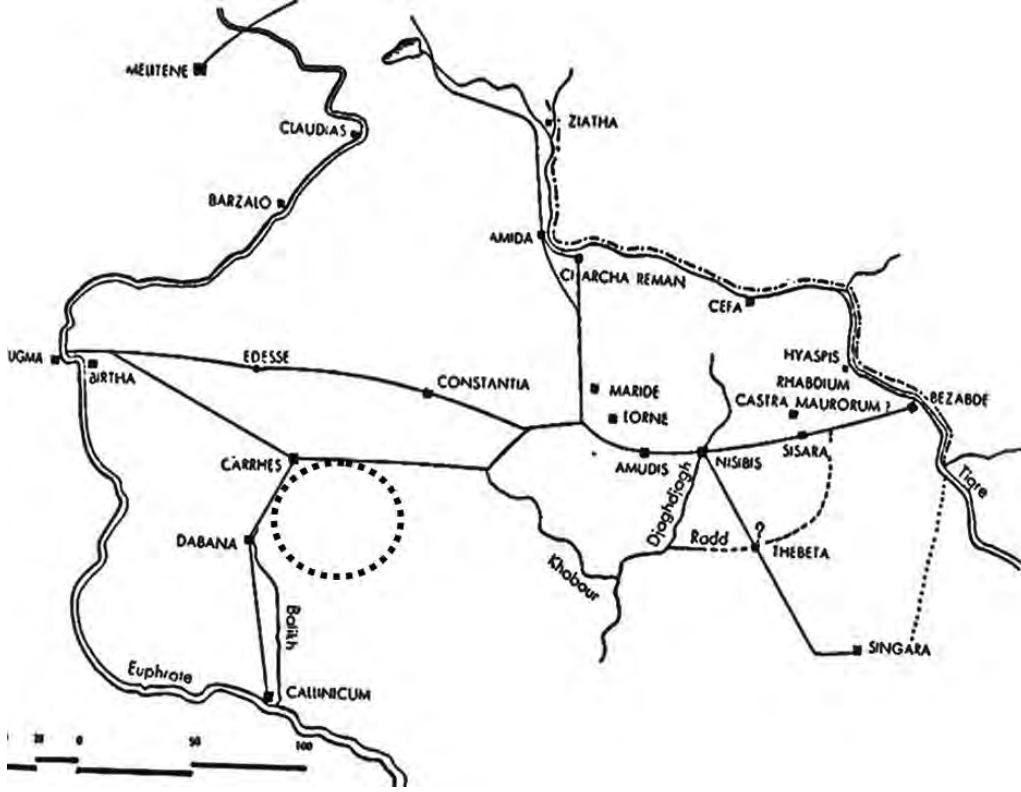 MELITENE
CLAUDIAS
ZIATHA
BARZALO
AMIDA
CHARCHA REMAN
CEFA
UGMA
BIRTHA
EDESSE
CONSTANTIA
MARIDE
LORNE
HYASPIS
RHABDIUM
CASTRA MAURORUM ?
BEZABDE
CARRHES
AMUDIS
NISIBIS
SISARA
Tigre
DABANA
Djaghdjagh
Radd
?
THEBETA
Khabour
Balikh
SINGARA
Euphrate
CALLINICUM
0
50
100